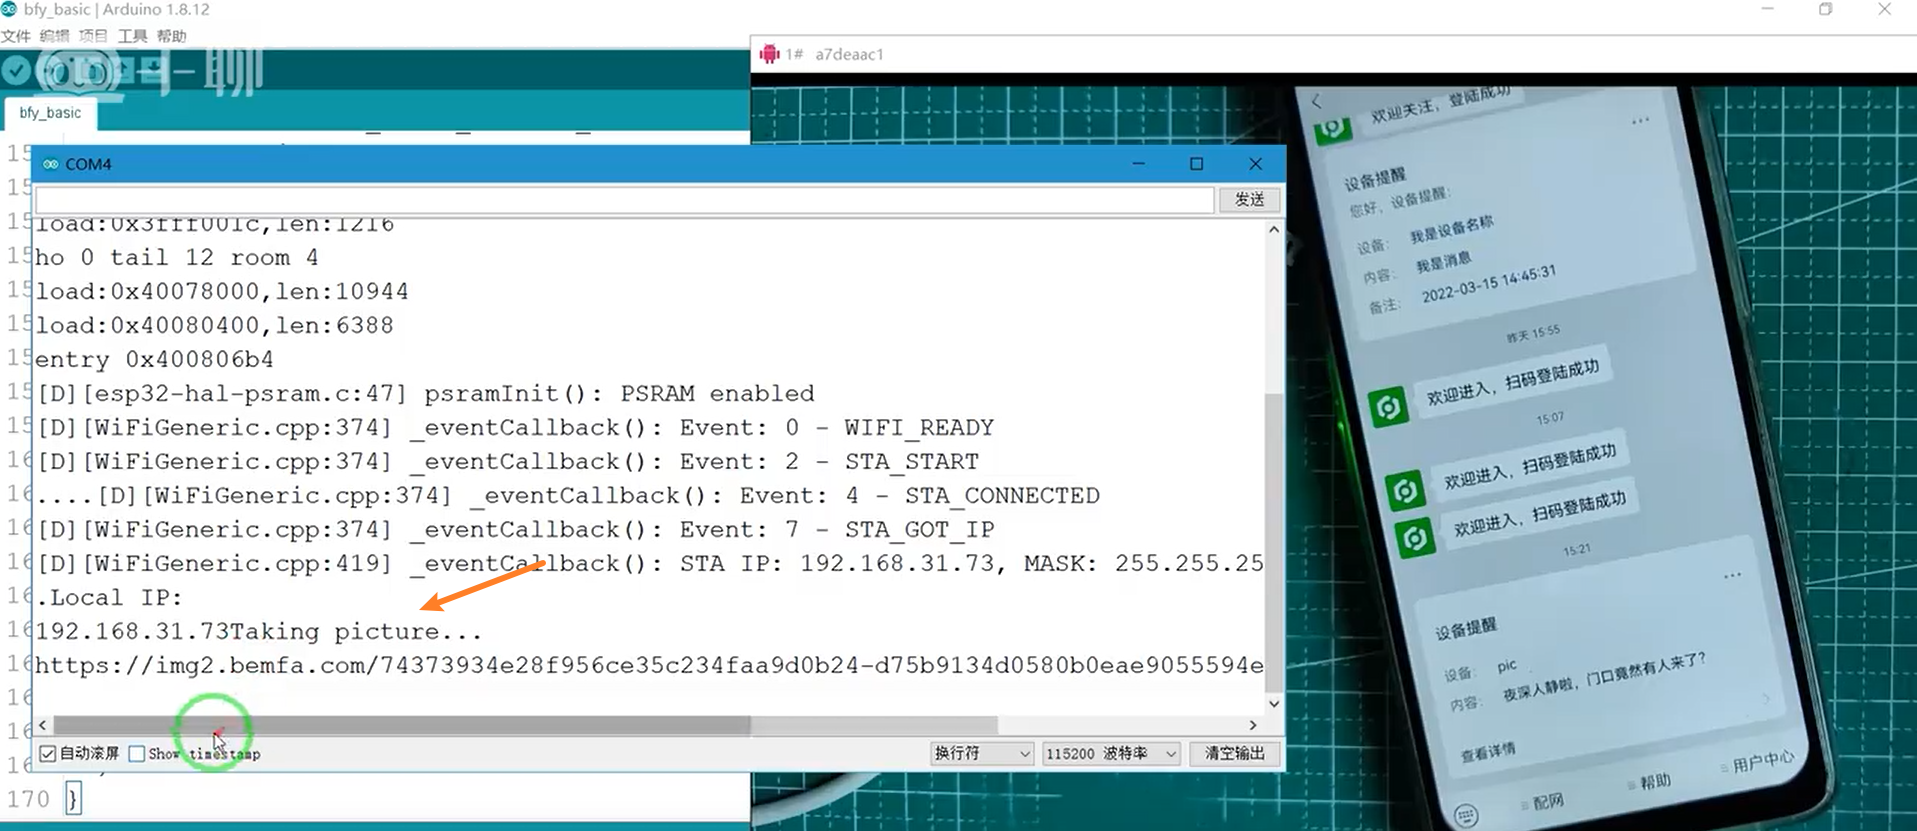 bfy_basic | Arduino 1.8.12
文件 编辑 项目 工具 帮助
聊
bfy_basic
1# a7deaac1
COM4
发送
load:0x3fff001c,len:1216
ho 0 tail 12 room 4
load:0x40078000,len:10944
load:0x40080400,len:6388
entry 0x400806b4
[D][esp32-hal-psram.c:47] psramInit(): PSRAM enabled
[D][WiFiGeneric.cpp:374] _eventCallback(): Event: 0 - WIFI_READY
[D][WiFiGeneric.cpp:374] _eventCallback(): Event: 2 - STA_START
....[D][WiFiGeneric.cpp:374] _eventCallback(): Event: 4 - STA_CONNECTED
[D][WiFiGeneric.cpp:374] _eventCallback(): Event: 7 - STA_GOT_IP
[D][WiFiGeneric.cpp:419] _eventCallback(): STA IP: 192.168.31.73, MASK: 255.255.25
.Local IP:
192.168.31.73Taking picture...
https://img2.bemfa.com/74373934e28f956ce35c234faa9d0b24-d75b9134d0580b0eae9055594e
自动滚屏 Show timestamp
换行符
115200 波特率
清空输出
170 }
欢迎关注，登陆成功
设备提醒
您好，设备提醒：
设备： 我是设备名称
内容： 我是消息
备注： 2022-03-15 14:45:31
昨天 15:55
欢迎进入，扫码登陆成功
15:07
欢迎进入，扫码登陆成功
欢迎进入，扫码登陆成功
15:21
设备提醒
设备： pic
内容： 夜深人静啦，门口竟然有人来了？
查看详情
配网
帮助
用户中心